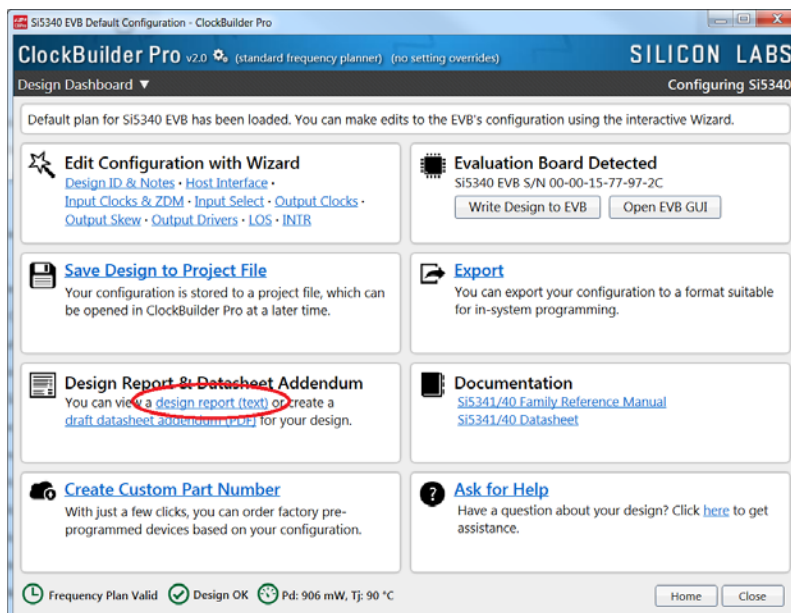 Si5340 EVB Default Configuration - ClockBuilder Pro
ClockBuilder Pro v2.0 (standard frequency planner) (no setting overrides)
SILICON LABS
Design Dashboard ▼
Configuring Si5340
Default plan for Si5340 EVB has been loaded. You can make edits to the EVB's configuration using the interactive Wizard.
Edit Configuration with Wizard
Design ID & Notes · Host Interface ·
Input Clocks & ZDM · Input Select · Output Clocks ·
Output Skew · Output Drivers · LOS · INTR
Evaluation Board Detected
Si5340 EVB S/N 00-00-15-77-97-2C
Write Design to EVB
Open EVB GUI
Save Design to Project File
Your configuration is stored to a project file, which can
be opened in ClockBuilder Pro at a later time.
Export
You can export your configuration to a format suitable
for in-system programming.
Design Report & Datasheet Addendum
You can view a design report (text) or create a
draft datasheet addendum (PDF) for your design.
Documentation
Si5341/40 Family Reference Manual
Si5341/40 Datasheet
Create Custom Part Number
With just a few clicks, you can order factory pre-
programmed devices based on your configuration.
Ask for Help
Have a question about your design? Click here to get
assistance.
Frequency Plan Valid
Design OK
Pd: 906 mW, Tj: 90 °C
Home
Close